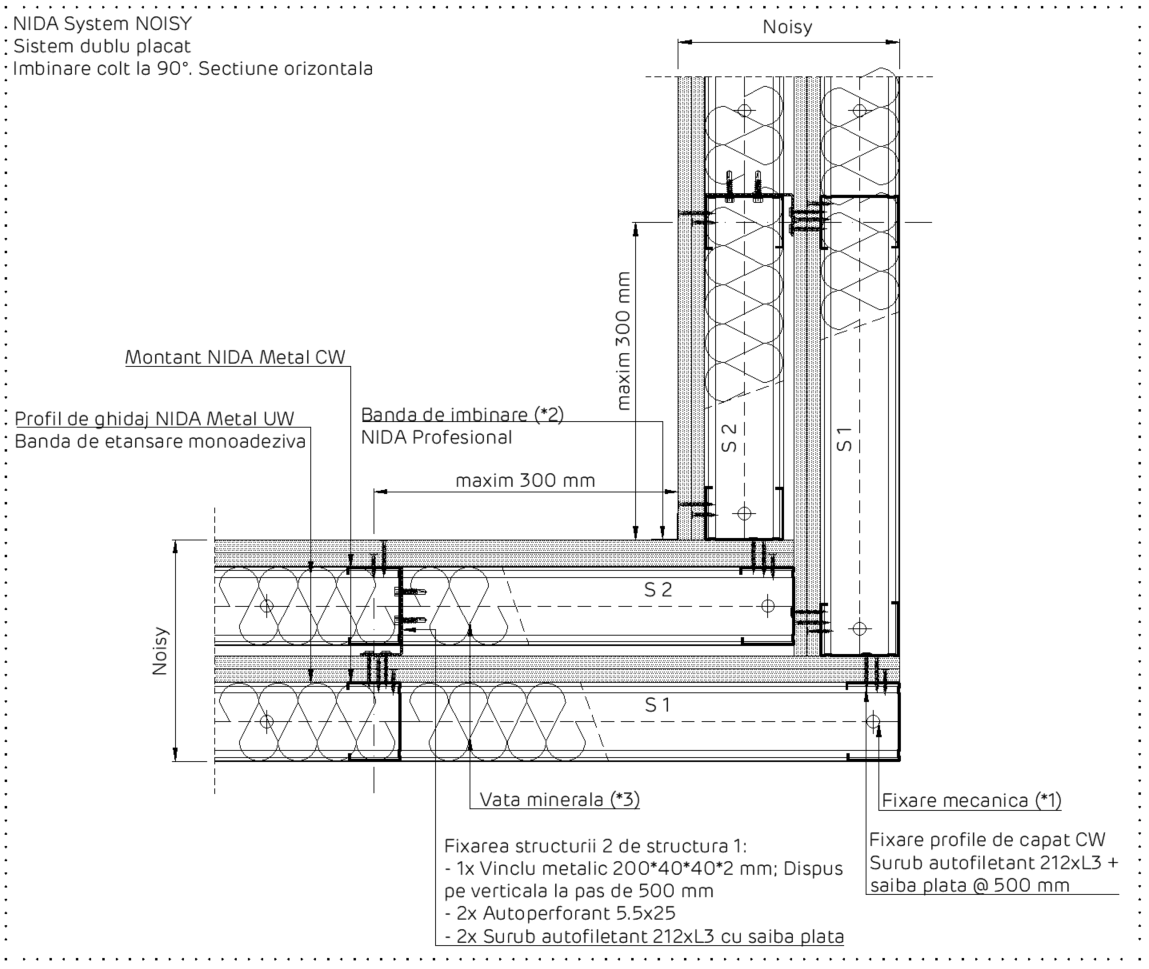 NIDA System NOISY
Sistem dublu placat
Imbinare colt la 90°. Sectiune orizontala
Noisy
maxim 300 mm
Montant NIDA Metal CW
Profil de ghidaj NIDA Metal UW
Banda de etansare monoadeziva
Banda de imbinare (*2)
NIDA Profesional
S 2
S 1
maxim 300 mm
S 2
Noisy
S 1
Vata minerala (*3)
Fixare mecanica (*1)
Fixarea structurii 2 de structura 1:
- 1x Vinclu metalic 200*40*40*2 mm; Dispus
pe verticala la pas de 500 mm
- 2x Autoperforant 5.5x25
- 2x Surub autofiletant 212xL3 cu saiba plata
Fixare profile de capat CW
Surub autofiletant 212xL3 +
saiba plata @ 500 mm